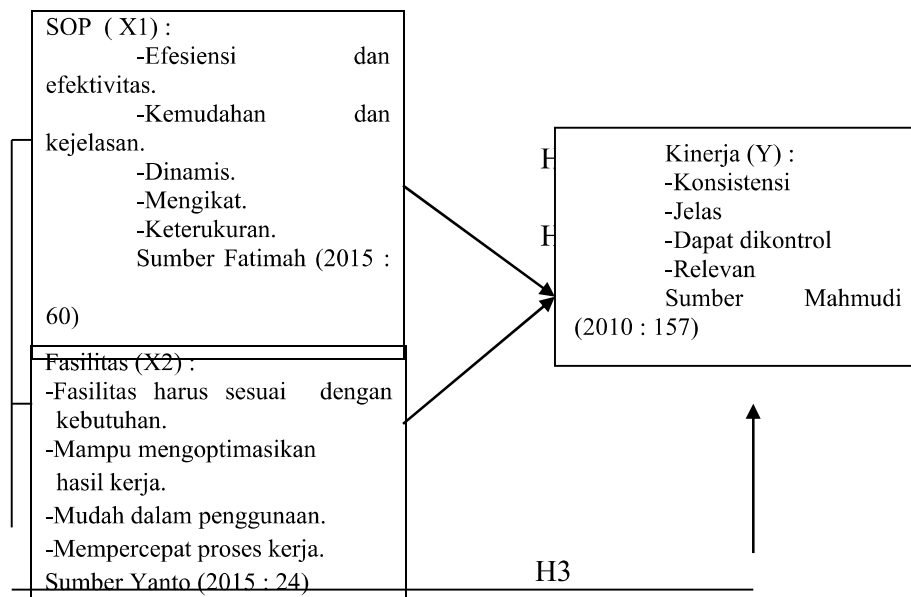 SOP ( X1) :
-Efesiensi dan
efektivitas.
-Kemudahan dan
kejelasan.
-Dinamis.
-Mengikat.
-Keterukuran.
Sumber Fatimah (2015 :
60)
Fasilitas (X2) :
-Fasilitas harus sesuai dengan
kebutuhan.
-Mampu mengoptimasikan
hasil kerja.
-Mudah dalam penggunaan.
-Mempercepat proses kerja.
Sumber Yanto (2015 : 24)
H
H
Kinerja (Y) :
-Konsistensi
-Jelas
-Dapat dikontrol
-Relevan
Sumber Mahmudi
(2010 : 157)
H3